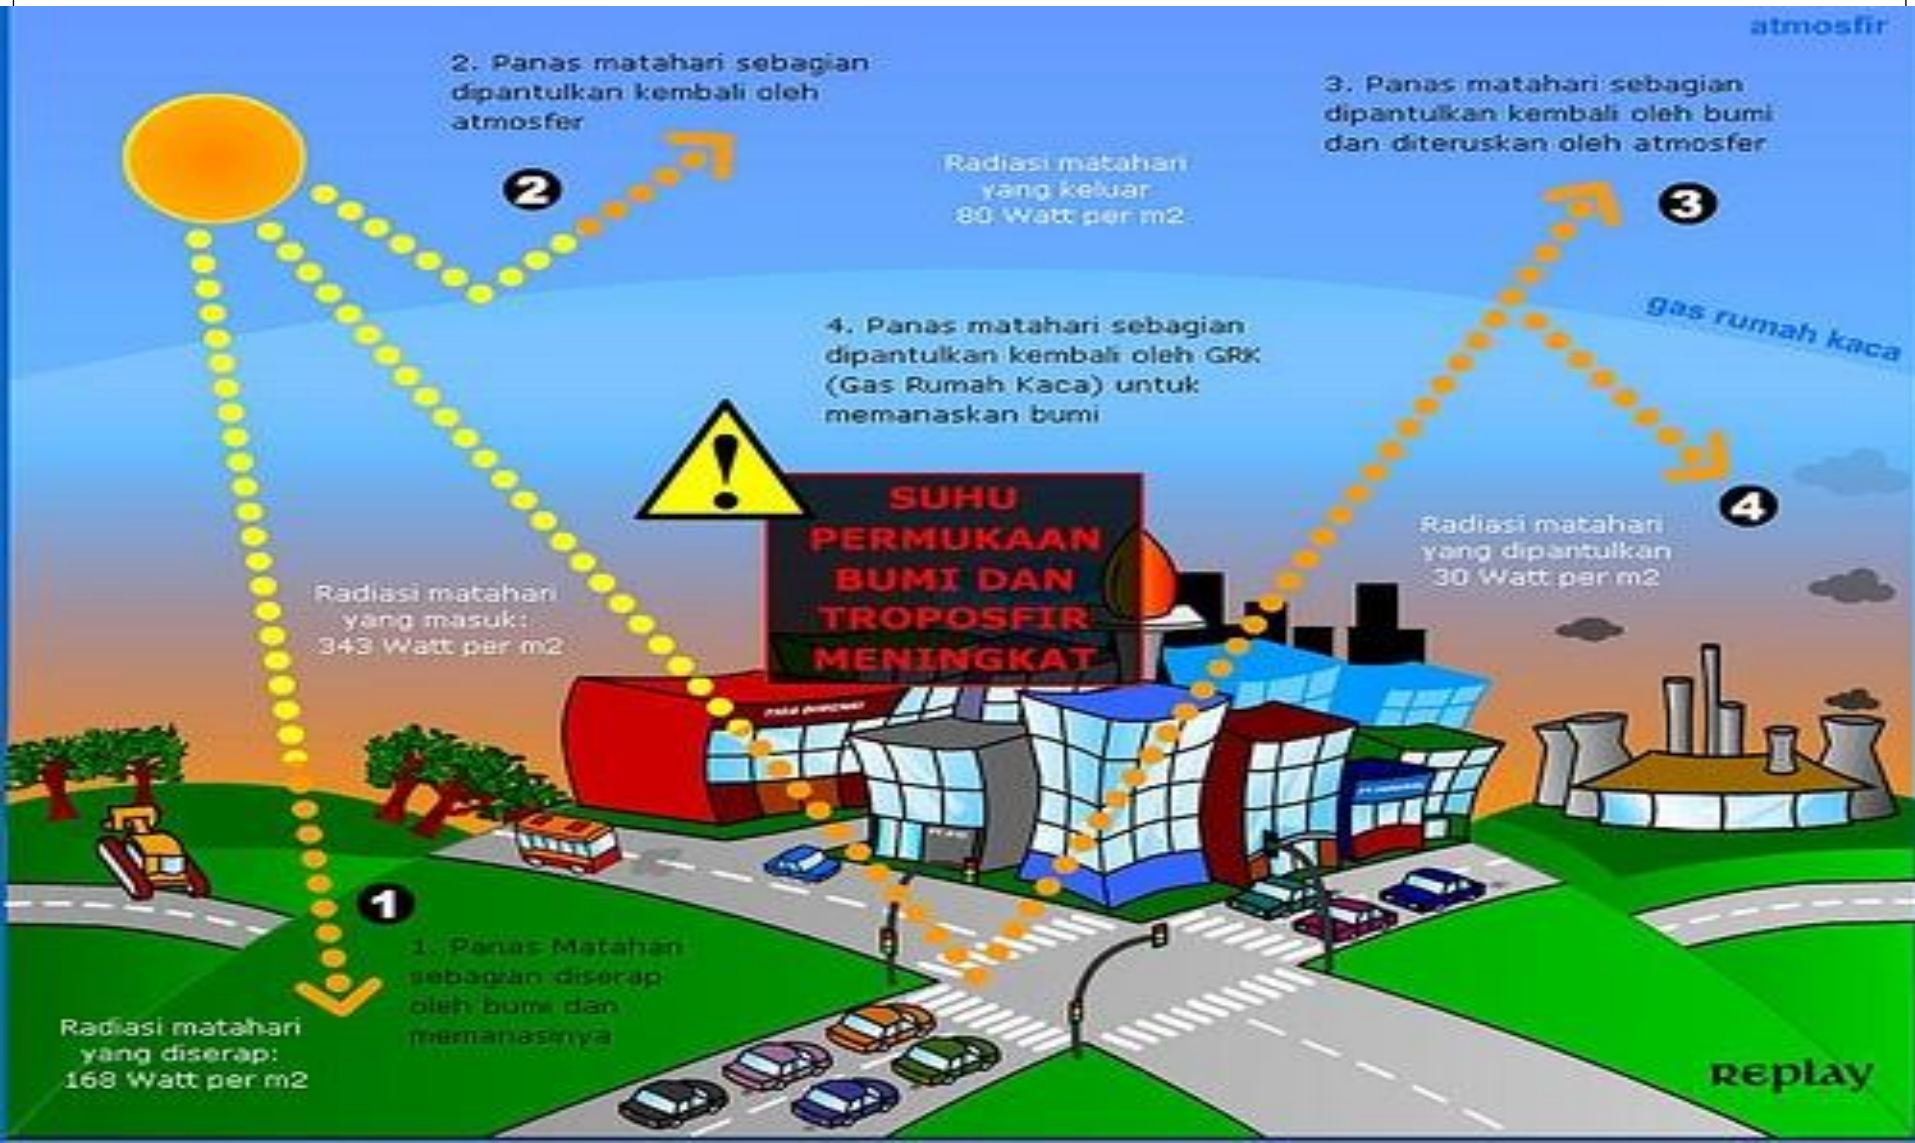 atmosfir
2. Panas matahari sebagian
dipantulkan kembali oleh
atmosfer
2
Radiasi matahari
yang keluar
80 Watt per m2
3. Panas matahari sebagian
dipantulkan kembali oleh bumi
dan diteruskan oleh atmosfer
3
gas rumah kaca
4. Panas matahari sebagian
dipantulkan kembali oleh GRK
(Gas Rumah Kaca) untuk
memanaskan bumi
!
SUHU
PERMUKAAN
BUMI DAN
TROPOSFIR
MENINGKAT
4
Radiasi matahari
yang dipantulkan
30 Watt per m2
Radiasi matahari
yang masuk:
343 Watt per m2
1
1. Panas Matahari
sebagian diserap
oleh bumi dan
memanasinya
Radiasi matahari
yang diserap:
168 Watt per m2
Replay